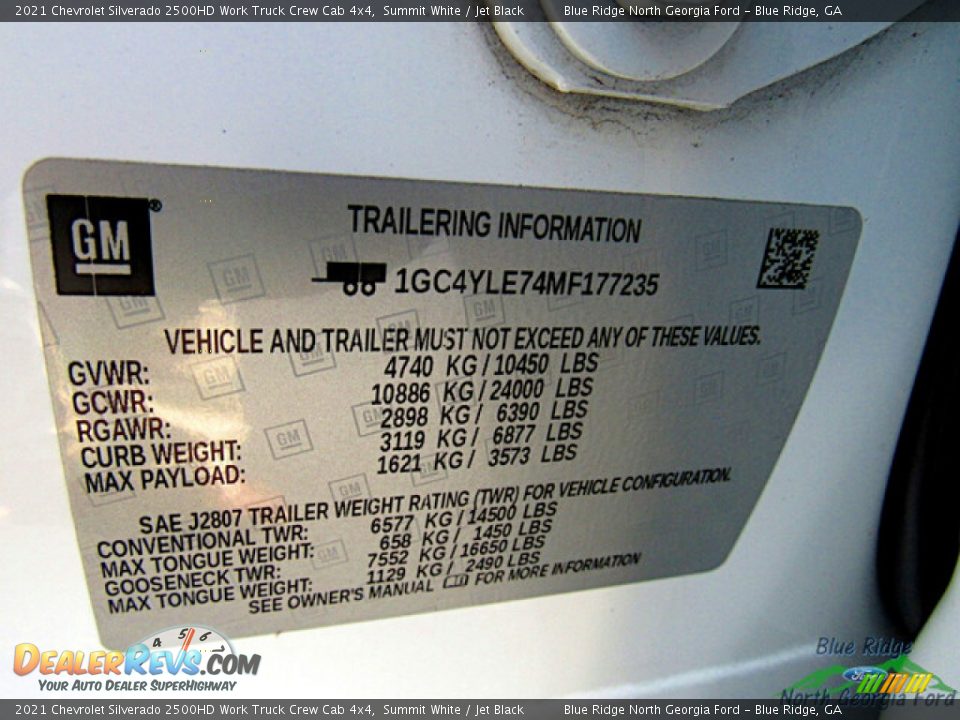 2021 Chevrolet Silverado 2500HD Work Truck Crew Cab 4x4, Summit White / Jet Black Blue Ridge North Georgia Ford - Blue Ridge, GA
GM®
TRAILERING INFORMATION
1GC4YLE74MF177235
VEHICLE AND TRAILER MUST NOT EXCEED ANY OF THESE VALUES.
GVWR: 4740 KG / 10450 LBS
GCWR: 10886 KG / 24000 LBS
RGAWR: 2898 KG / 6390 LBS
CURB WEIGHT: 3119 KG / 6877 LBS
MAX PAYLOAD: 1621 KG / 3573 LBS
SAE J2807 TRAILER WEIGHT RATING (TWR) FOR VEHICLE CONFIGURATION.
CONVENTIONAL TWR: 6577 KG / 14500 LBS
MAX TONGUE WEIGHT: 658 KG / 1450 LBS
GOOSENECK TWR: 7552 KG / 16650 LBS
MAX TONGUE WEIGHT: 1129 KG / 2490 LBS
SEE OWNER'S MANUAL FOR MORE INFORMATION
4 5 6
DEALERREVS.COM
YOUR AUTO DEALER SUPERHIGHWAY
Blue Ridge
Ford
North Georgia Ford
2021 Chevrolet Silverado 2500HD Work Truck Crew Cab 4x4, Summit White / Jet Black Blue Ridge North Georgia Ford - Blue Ridge, GA